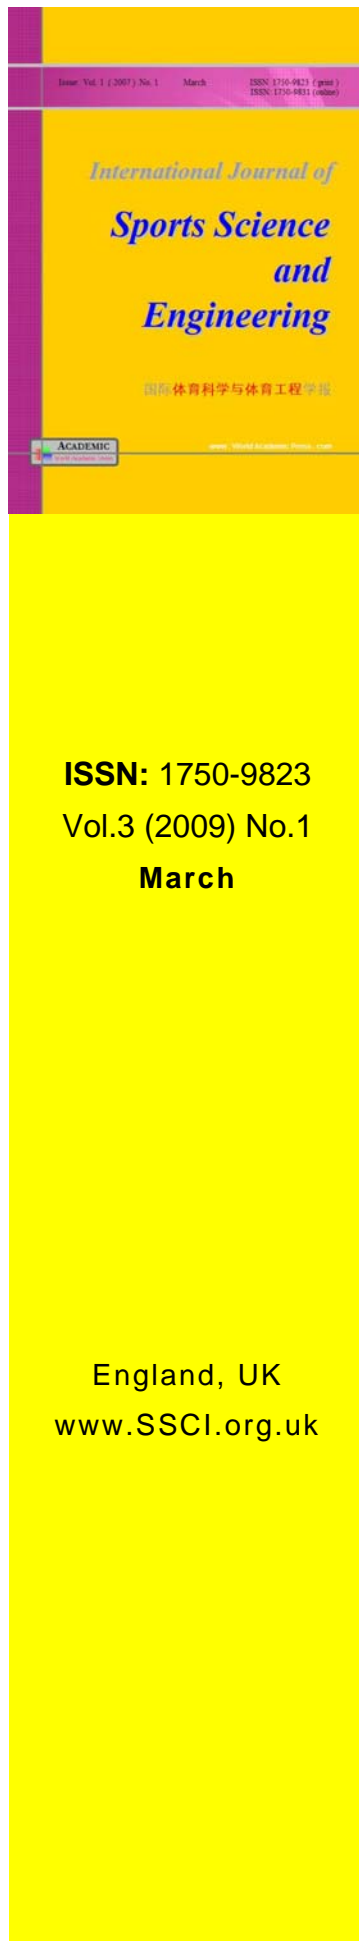 Issue: Vol. 1 ( 2007 ) No. 1 March ISSN 1750-9823 ( print )
ISSN: 1750-9831 (online)
International Journal of
Sports Science
and
Engineering
国际体育科学与体育工程学报
ACADEMIC
www . World Academic Press . com
ISSN: 1750-9823
Vol.3 (2009) No.1
March
England, UK
www.SSCI.org.uk